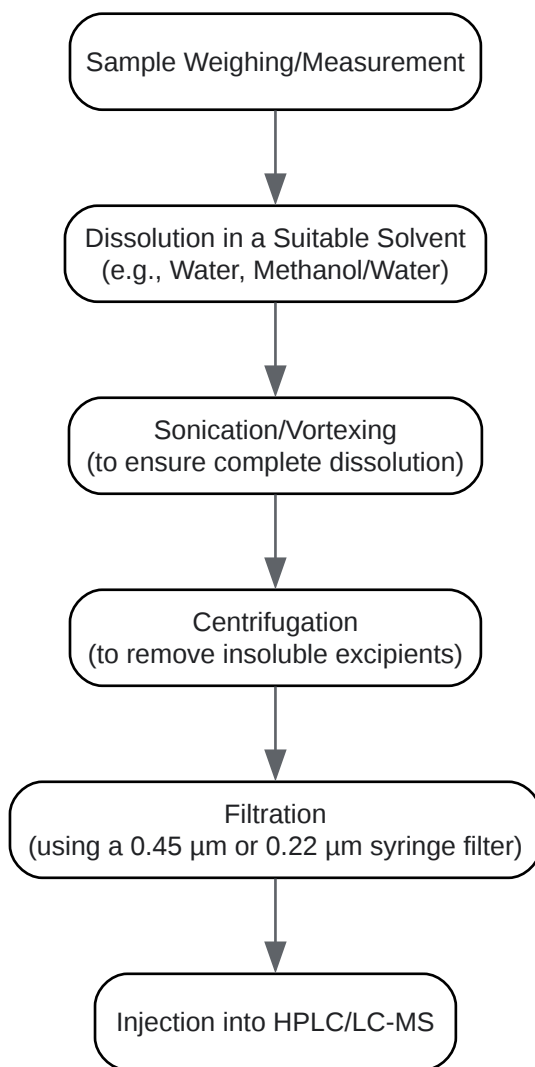 Sample Weighing/Measurement
Dissolution in a Suitable Solvent
(e.g., Water, Methanol/Water)
Sonication/Vortexing
(to ensure complete dissolution)
Centrifugation
(to remove insoluble excipients)
Filtration
(using a 0.45 µm or 0.22 µm syringe filter)
Injection into HPLC/LC-MS